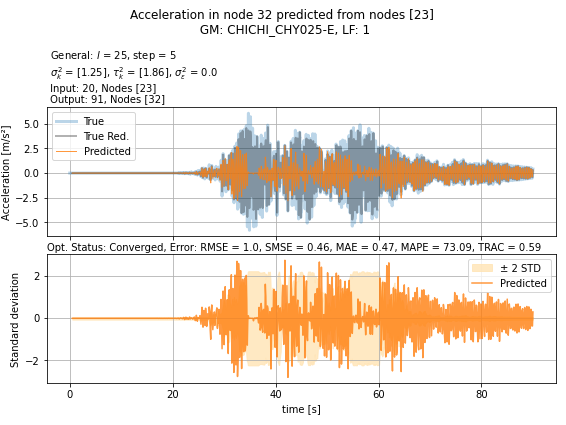 Acceleration in node 32 predicted from nodes [23]
GM: CHICHI_CHY025-E, LF: 1
General: l = 25, step = 5
σ²ₖ = [1.25], τ²ₖ = [1.86], σ²ε = 0.0
Input: 20, Nodes [23]
Output: 91, Nodes [32]
Acceleration [m/s²]
5.0
2.5
0.0
−2.5
−5.0
True
True Red.
Predicted
Opt. Status: Converged, Error: RMSE = 1.0, SMSE = 0.46, MAE = 0.47, MAPE = 73.09, TRAC = 0.59
Standard deviation
2
0
−2
± 2 STD
Predicted
0
20
40
60
80
time [s]